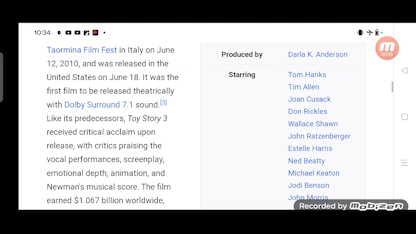 10:34
Taormina Film Fest in Italy on June
12, 2010, and was released in the
United States on June 18. It was the
first film to be released theatrically
with Dolby Surround 7.1 sound.[3]
Like its predecessors, Toy Story 3
received critical acclaim upon
release, with critics praising the
vocal performances, screenplay,
emotional depth, animation, and
Newman's musical score. The film
earned $1.067 billion worldwide,
Produced by Darla K. Anderson
Starring Tom Hanks
Tim Allen
Joan Cusack
Don Rickles
Wallace Shawn
John Ratzenberger
Estelle Harris
Ned Beatty
Michael Keaton
Jodi Benson
John Morris
Recorded by Mobizen